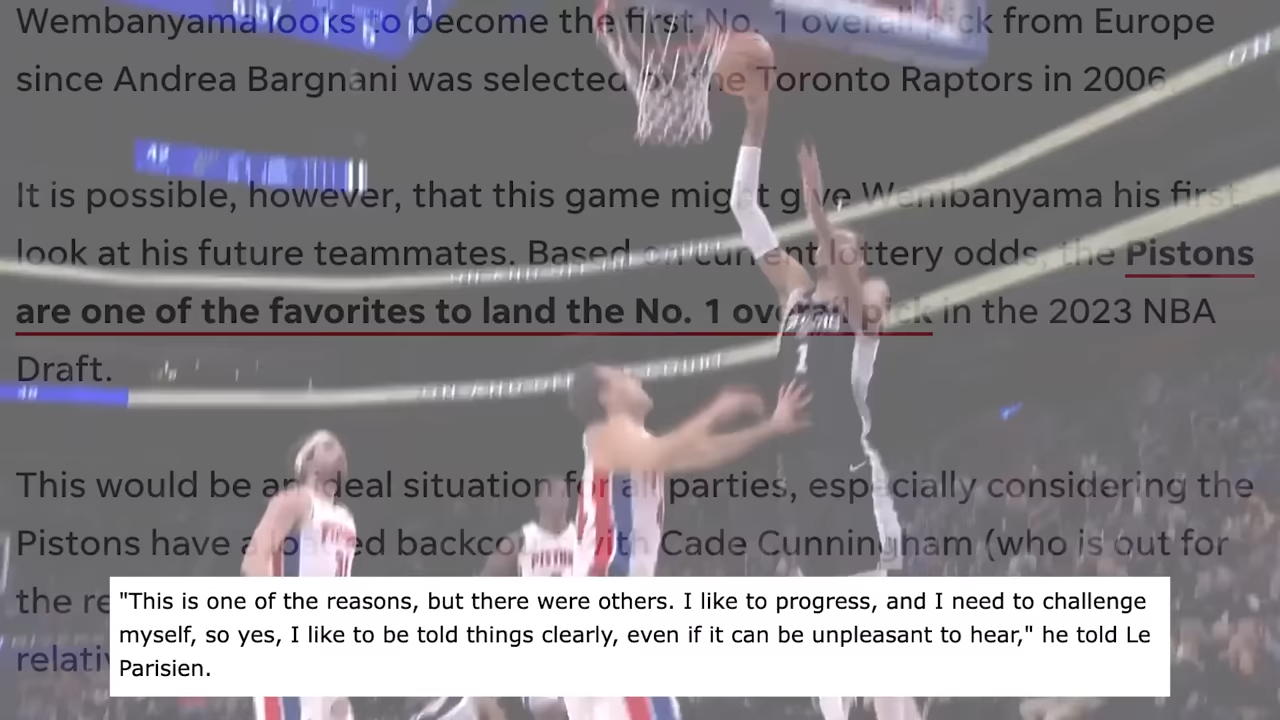 Wembanyama looks to become the first No. 1 overall pick from Europe
since Andrea Bargnani was selected by the Toronto Raptors in 2006.
It is possible, however, that this game might give Wembanyama his first
look at his future teammates. Based on current lottery odds, the Pistons
are one of the favorites to land the No. 1 overall pick in the 2023 NBA
Draft.
This would be an ideal situation for all parties, especially considering the
Pistons have a loaded backcourt with Cade Cunningham (who is out for
the re
relativ
"This is one of the reasons, but there were others. I like to progress, and I need to challenge
myself, so yes, I like to be told things clearly, even if it can be unpleasant to hear," he told Le
Parisien.
1